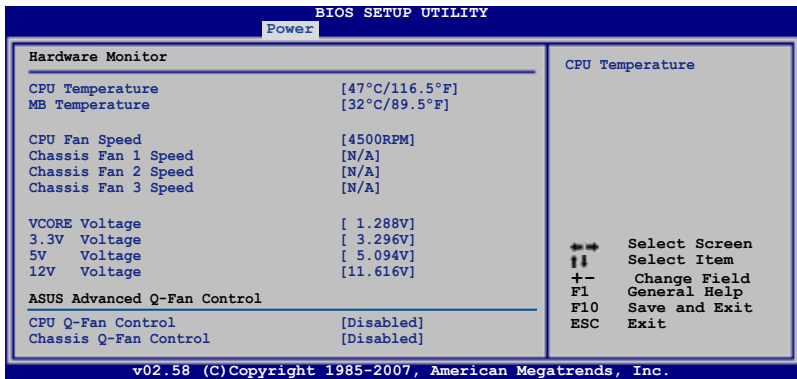 BIOS SETUP UTILITY
Power
Hardware Monitor
CPU Temperature [47°C/116.5°F]
MB Temperature [32°C/89.5°F]
CPU Fan Speed [4500RPM]
Chassis Fan 1 Speed [N/A]
Chassis Fan 2 Speed [N/A]
Chassis Fan 3 Speed [N/A]
VCORE Voltage [ 1.288V]
3.3V Voltage [ 3.296V]
5V Voltage [ 5.094V]
12V Voltage [11.616V]
ASUS Advanced Q-Fan Control
CPU Q-Fan Control [Disabled]
Chassis Q-Fan Control [Disabled]
CPU Temperature
←→ Select Screen
↑↓ Select Item
+- Change Field
F1 General Help
F10 Save and Exit
ESC Exit
v02.58 (C)Copyright 1985-2007, American Megatrends, Inc.